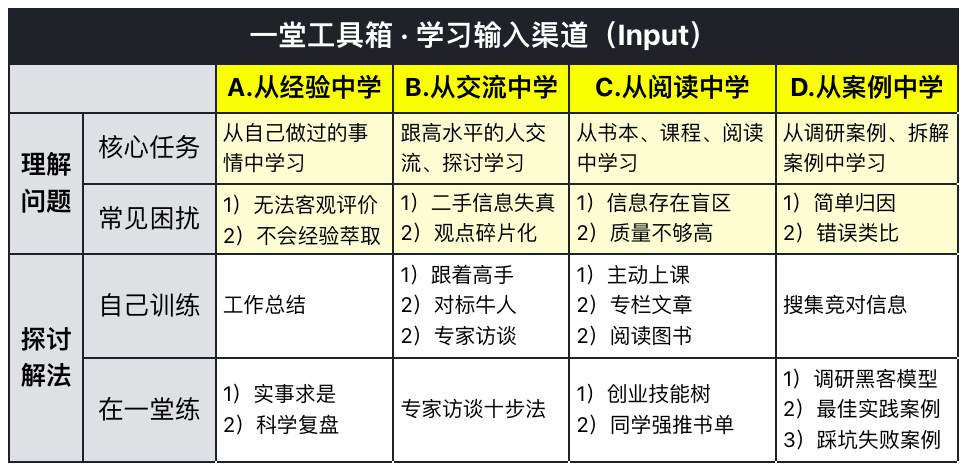 一堂工具箱 · 学习输入渠道（Input）
A.从经验中学 B.从交流中学 C.从阅读中学 D.从案例中学
理解
问题
核心任务
从自己做过的事
情中学习
跟高水平的人交
流、探讨学习
从书本、课程、阅读
中学习
从调研案例、拆解
案例中学习
常见困扰
1）无法客观评价
2）不会经验萃取
1）二手信息失真
2）观点碎片化
1）信息存在盲区
2）质量不够高
1）简单归因
2）错误类比
探讨
解法
自己训练
工作总结
1）跟着高手
2）对标牛人
2）专家访谈
1）主动上课
2）专栏文章
2）阅读图书
搜集竞对信息
在一堂练
1）实事求是
2）科学复盘
专家访谈十步法
1）创业技能树
2）同学强推书单
1）调研黑客模型
2）最佳实践案例
3）踩坑失败案例